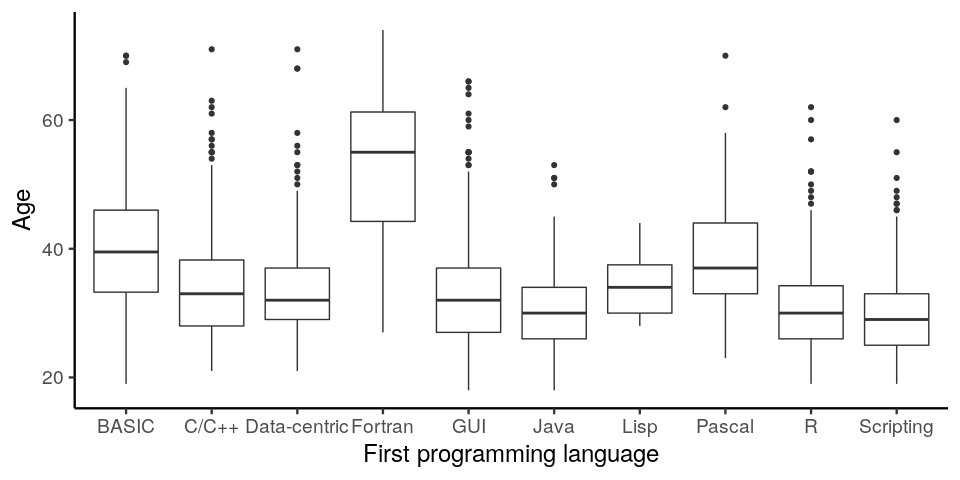 60
40
20
Age
BASIC C/C++ Data-centric Fortran GUI Java Lisp Pascal R Scripting
First programming language